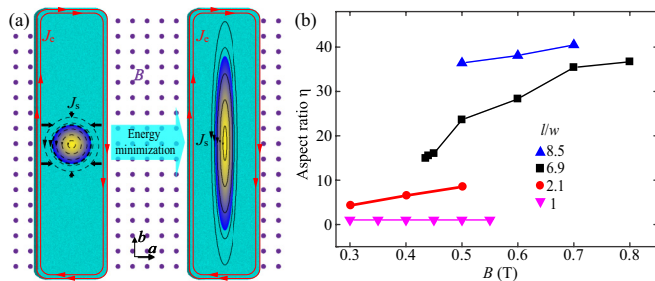 (a)
J_c
J_c
B
J_s
Energy
minimization
J_s
b
a
(b)
Aspect ratio η
40
30
20
10
0
l/w
8.5
6.9
2.1
1
0.3 0.4 0.5 0.6 0.7 0.8
B (T)